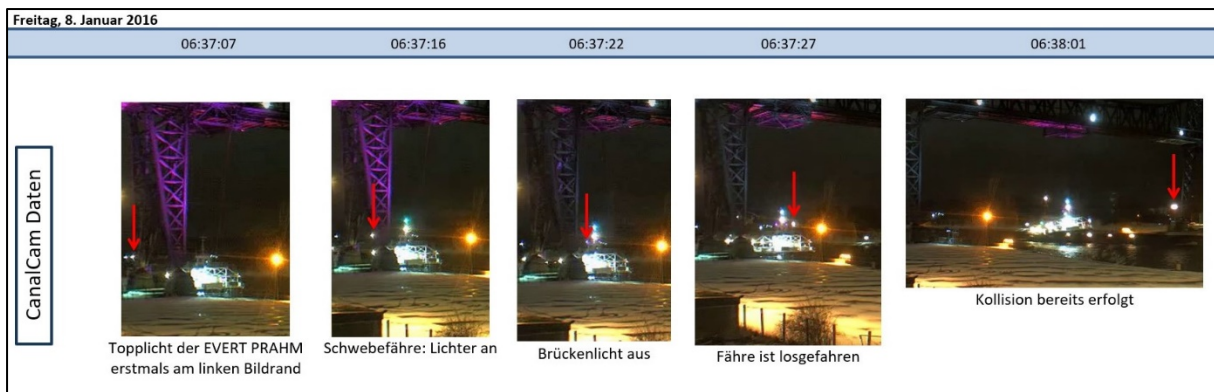 Freitag, 8. Januar 2016
06:37:07
06:37:16
06:37:22
06:37:27
06:38:01
CanalCam Daten
Topplicht der EVERT PRAHM
erstmals am linken Bildrand
Schwebefähre: Lichter an
Brückenlicht aus
Fähre ist losgefahren
Kollision bereits erfolgt